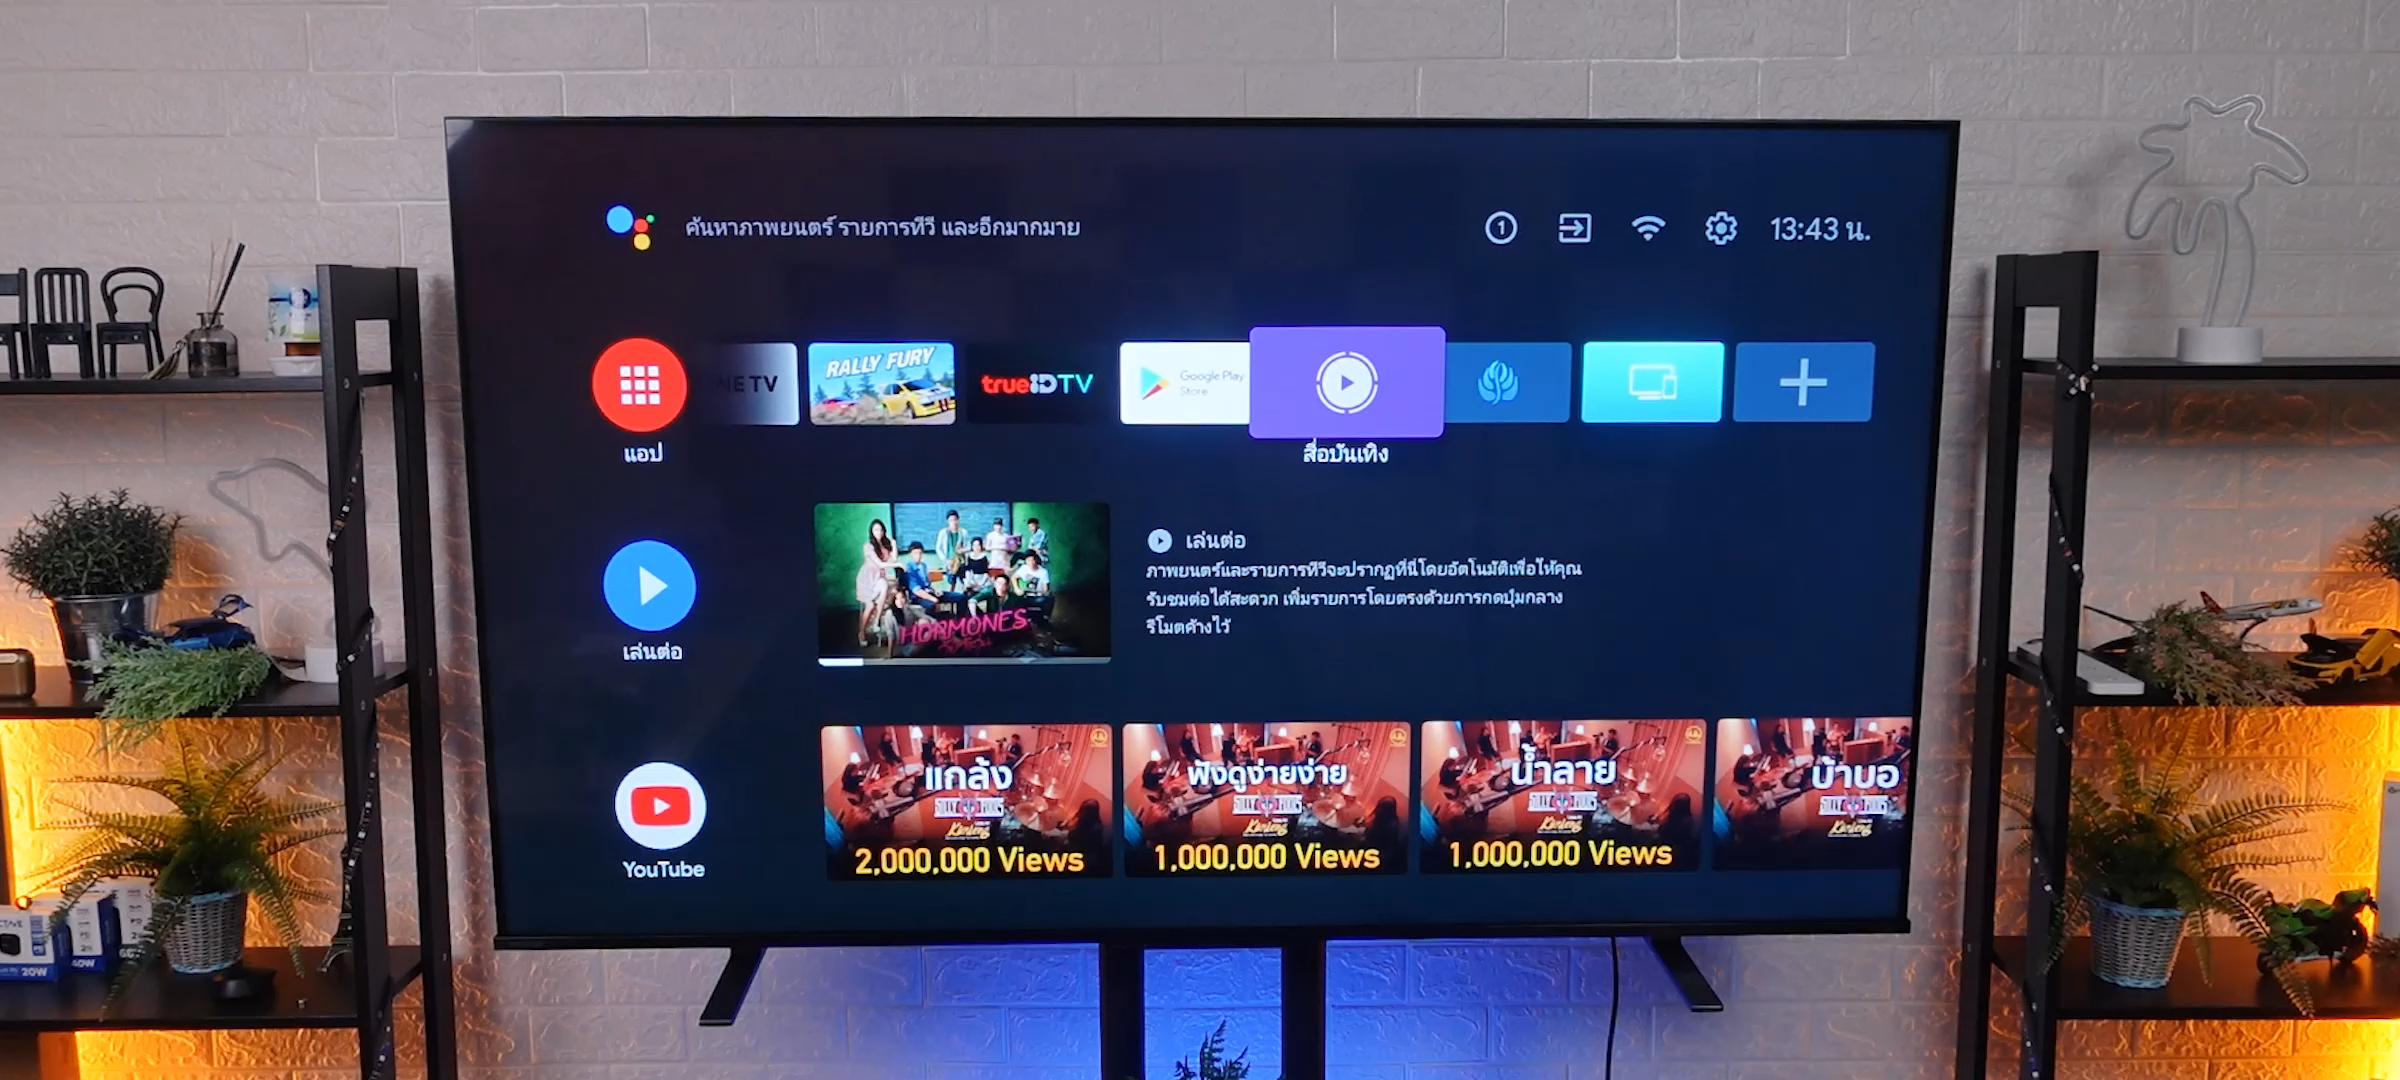 ค้นหาภาพยนตร์ รายการทีวี และอีกมากมาย
1
13:43 น.
NE TV
RALLY FURY
trueiDTV
Google Play
Store
แอป
สื่อบันเทิง
HORMONES
เล่นต่อ
ภาพยนตร์และรายการทีวีจะปรากฏที่นี่โดยอัตโนมัติเพื่อให้คุณ
รับชมต่อได้สะดวก เพิ่มรายการโดยตรงด้วยการกดปุ่มกลาง
รีโมตค้างไว้
เล่นต่อ
แกล้ง
2,000,000 Views
ฟังดูง่ายง่าย
1,000,000 Views
น้ำลาย
1,000,000 Views
บ้าบอ
YouTube
20W
40W